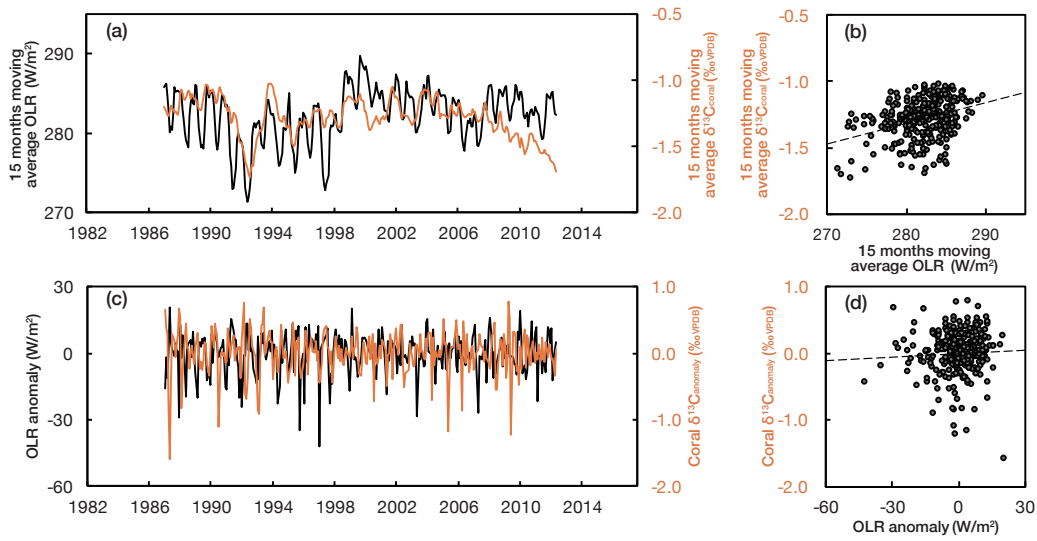 (a)
15 months moving
average OLR (W/m²)
290
280
270
-0.5
-1.0
-1.5
-2.0
15 months moving
average δ¹³Ccoral (‰VPDB)
1982 1986 1990 1994 1998 2002 2006 2010 2014
(b)
15 months moving
average δ¹³Ccoral (‰VPDB)
-0.5
-1.0
-1.5
-2.0
270 280 290
15 months moving
average OLR (W/m²)
(c)
OLR anomaly (W/m²)
30
0
-30
-60
1.0
0.0
-1.0
-2.0
Coral δ¹³Canomaly (‰VPDB)
1982 1986 1990 1994 1998 2002 2006 2010 2014
(d)
Coral δ¹³Canomaly (‰VPDB)
1.0
0.0
-1.0
-2.0
-60 -30 0 30
OLR anomaly (W/m²)